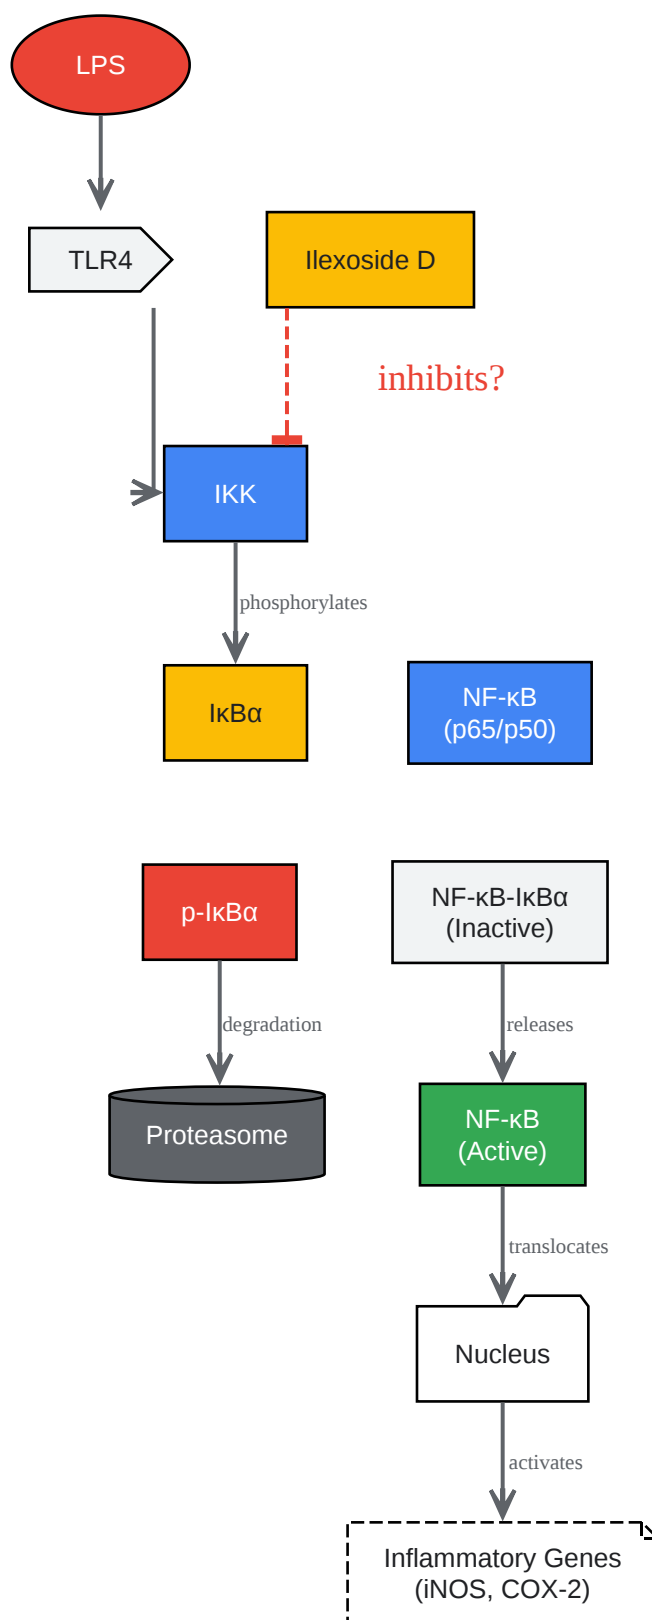 LPS
TLR4
Ilexoside D
inhibits?
IKK
phosphorylates
IκBα
NF-κB
(p65/p50)
p-IκBα
NF-κB-IκBα
(Inactive)
degradation
releases
Proteasome
NF-κB
(Active)
translocates
Nucleus
activates
Inflammatory Genes
(iNOS, COX-2)